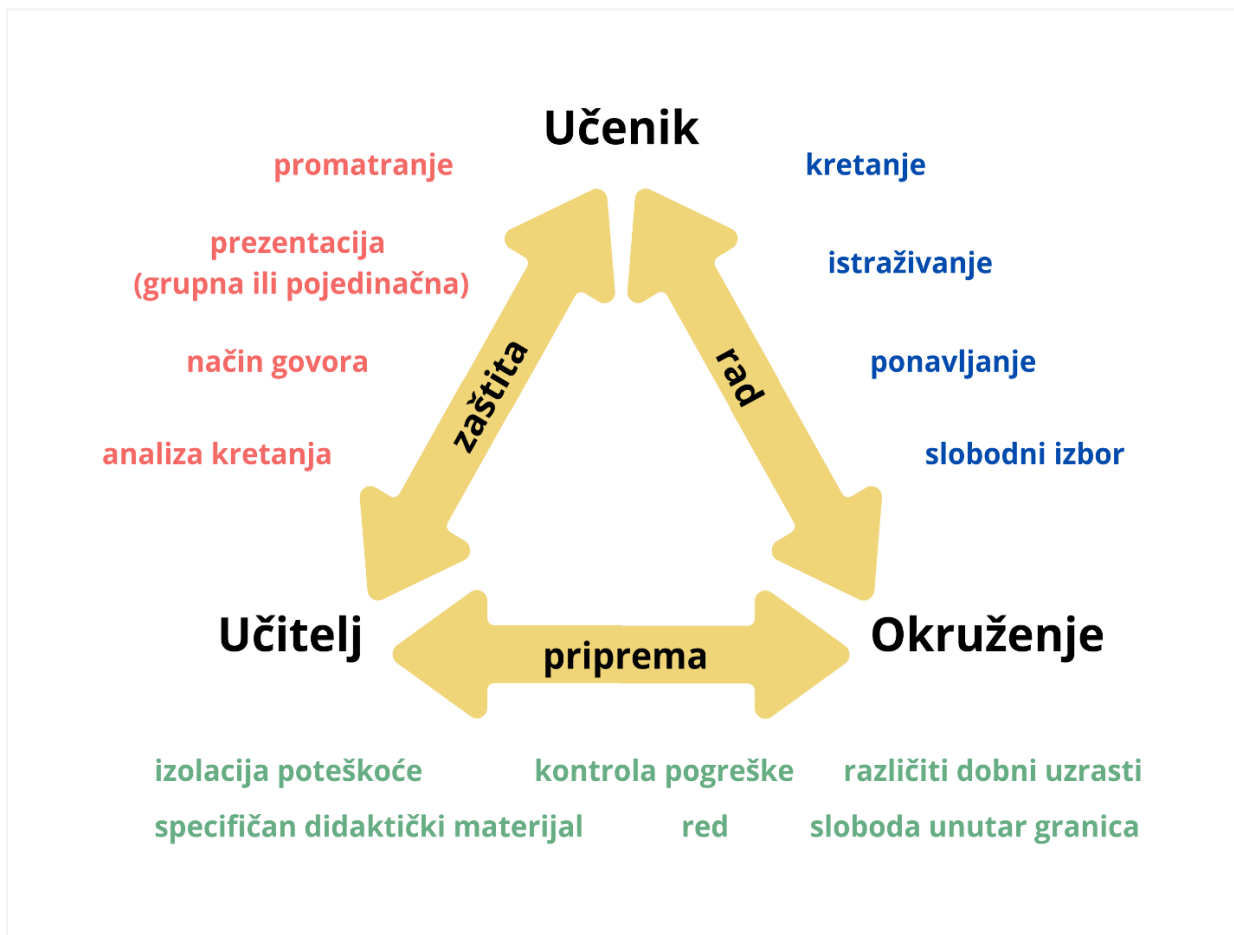 Učenik
promatranje
kretanje
prezentacija
(grupna ili pojedinačna)
istraživanje
zaštita
rad
način govora
ponavljanje
analiza kretanja
slobodni izbor
Učitelj
Okruženje
priprema
izolacija poteškoće
kontrola pogreške
različiti dobni uzrasti
specifičan didaktički materijal
red
sloboda unutar granica